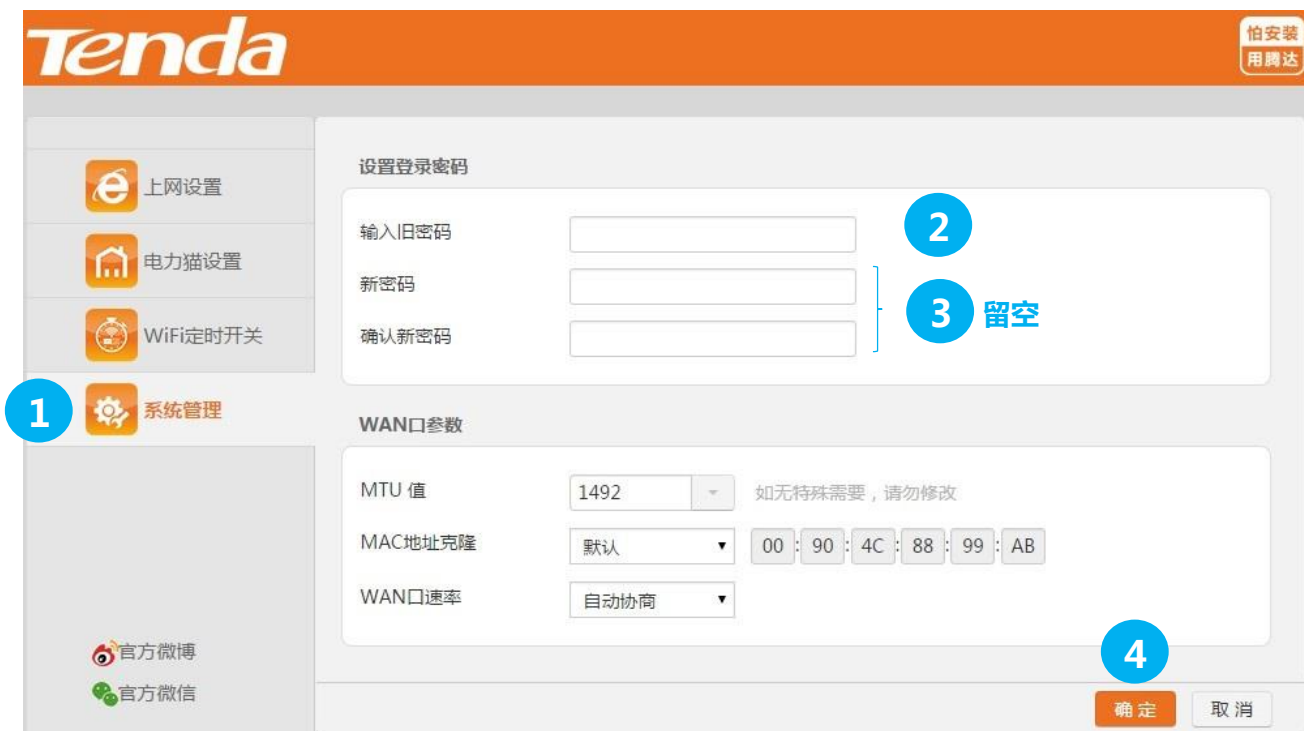 Tenda
怕安装
用腾达
设置登录密码
上网设置
输入旧密码
2
电力猫设置
新密码
3 留空
WiFi定时开关
确认新密码
1 系统管理
WAN口参数
MTU 值 1492 如无特殊需要，请勿修改
MAC地址克隆 默认 00 : 90 : 4C : 88 : 99 : AB
WAN口速率 自动协商
官方微博
4
官方微信
确 定 取 消